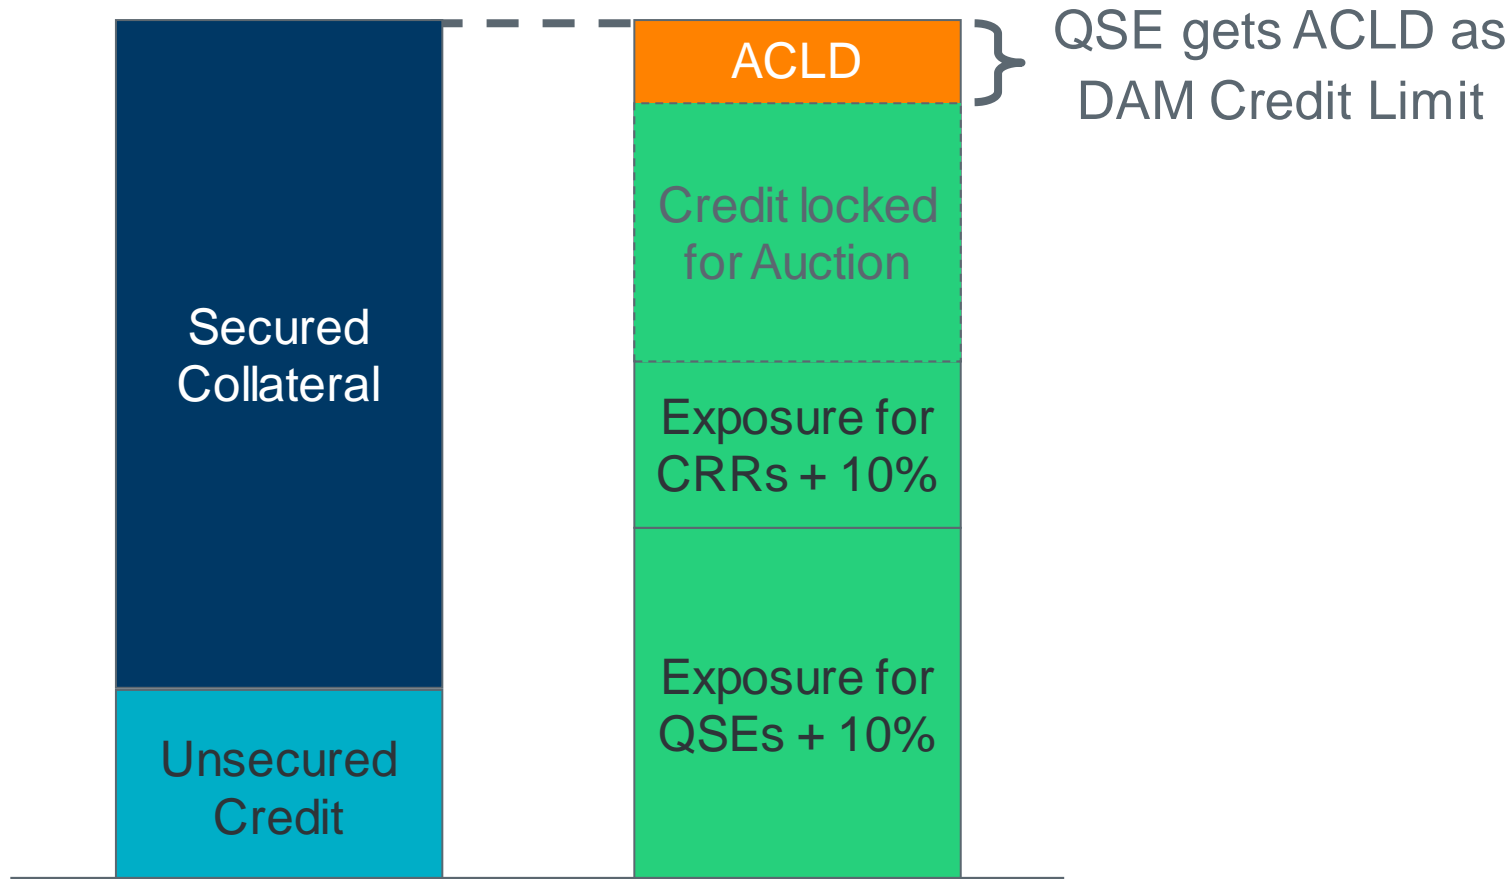 ACLD
QSE gets ACLD as
DAM Credit Limit
Credit locked
for Auction
Secured
Collateral
Exposure for
CRRs + 10%
Exposure for
QSEs + 10%
Unsecured
Credit